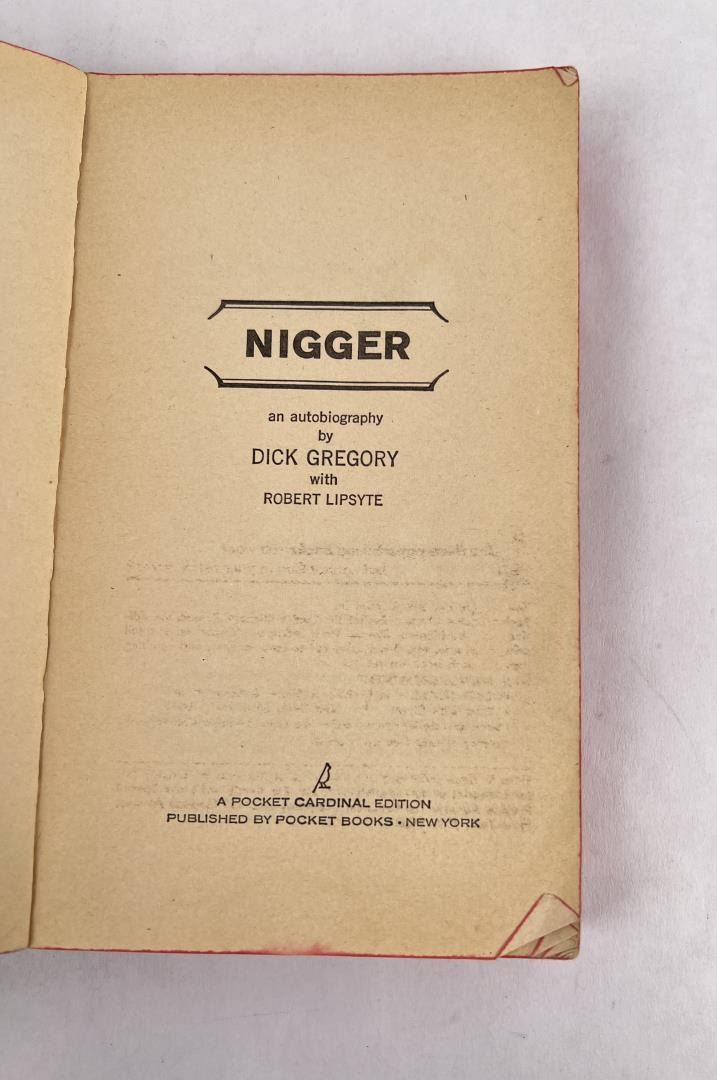 NIGGER
an autobiography
by
DICK GREGORY
with
ROBERT LIPSYTE
A POCKET CARDINAL EDITION
PUBLISHED BY POCKET BOOKS • NEW YORK